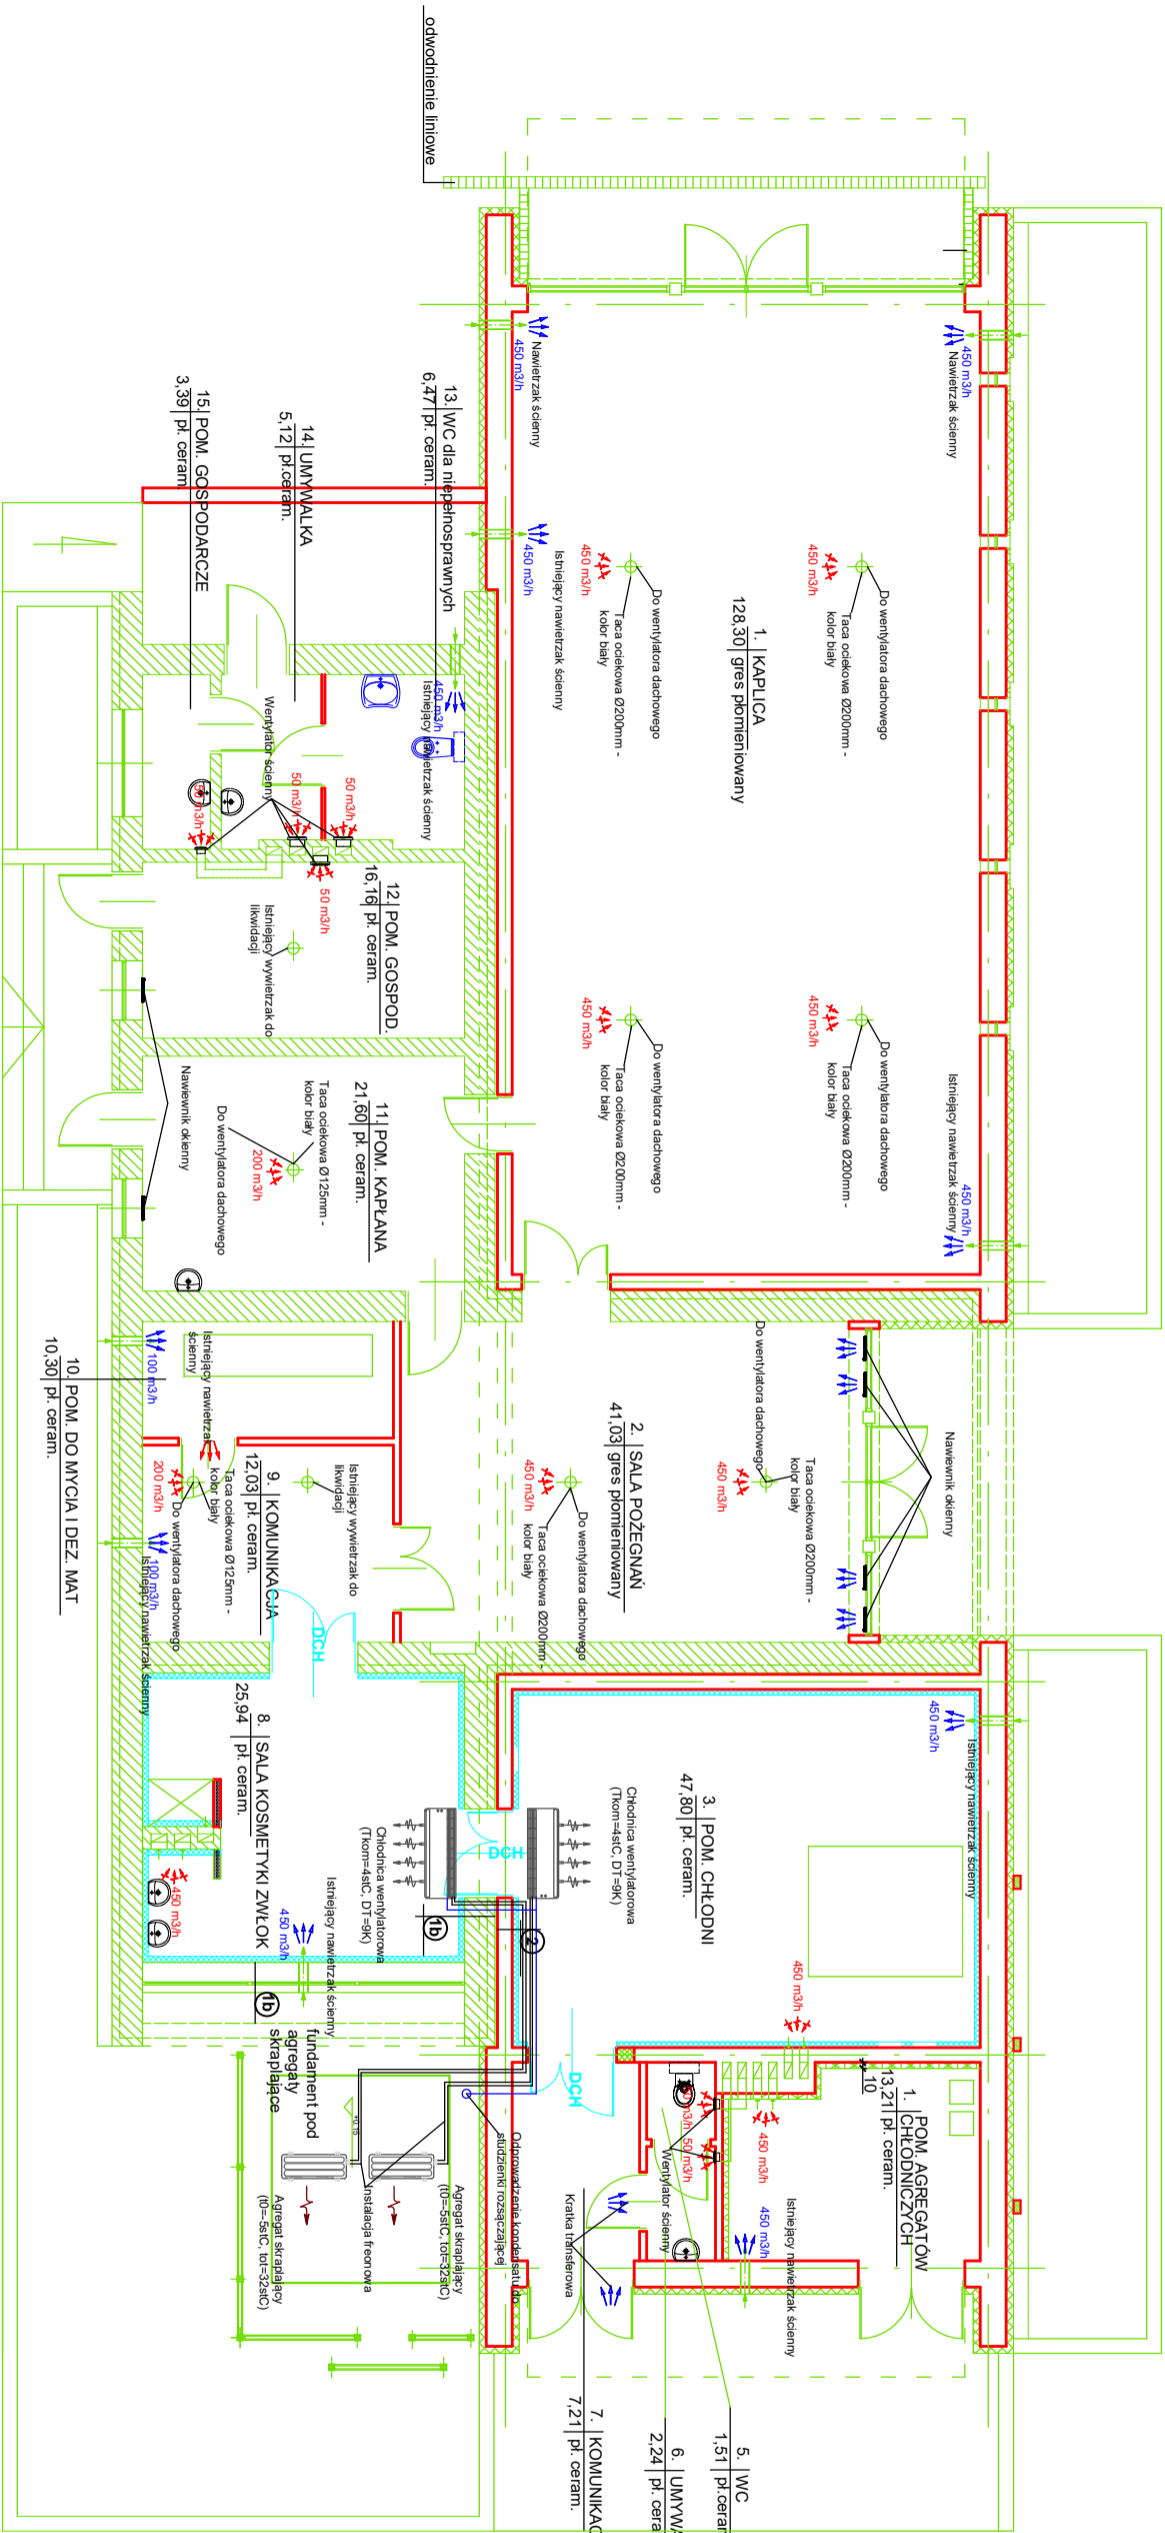 odwodnienie liniowe
450 m3/h
Nawietrzak ścienny
Nawietrzak ścienny
450 m3/h
Do wentylatora dachowego
Taca ociekowa Ø200mm -
kolor biały
450 m3/h
Do wentylatora dachowego
Taca ociekowa Ø200mm -
kolor biały
450 m3/h
1. KAPLICA
128,30 gres płomieniowany
Istniejący nawietrzak ścienny
450 m3/h
Do wentylatora dachowego
Taca ociekowa Ø200mm -
kolor biały
450 m3/h
Do wentylatora dachowego
Taca ociekowa Ø200mm -
kolor biały
450 m3/h
Istniejący nawietrzak ścienny
450 m3/h
13. WC dla niepełnosprawnych
6,47 pł. ceram.
14. UMYWALKA
5,12 pł.ceram.
15. POM. GOSPODARCZE
3,39 pł. ceram.
450 m3/h
Istniejący nawietrzak ścienny
Wentylator ścienny
50 m3/h
50 m3/h
50 m3/h
50 m3/h
12. POM. GOSPOD.
16,16 pł. ceram.
Istniejący wywietrzak do
likwidacji
Nawiewnik okienny
11. POM. KAPŁANA
21,60 pł. ceram.
Taca ociekowa Ø125mm -
kolor biały
Do wentylatora dachowego
200 m3/h
10. POM. DO MYCIA I DEZ. MAT
10,30 pł. ceram.
Istniejący nawietrzak
ścienny
100 m3/h
9. KOMUNIKACJA
12,03 pł. ceram.
Istniejący wywietrzak do
likwidacji
Taca ociekowa Ø125mm -
kolor biały
Do wentylatora dachowego
200 m3/h
100 m3/h
Istniejący nawietrzak ścienny
2. SALA POŻEGNAŃ
41,03 gres płomieniowany
Do wentylatora dachowego
Taca ociekowa Ø200mm -
kolor biały
450 m3/h
Do wentylatora dachowego
Taca ociekowa Ø200mm -
kolor biały
450 m3/h
Nawiewnik okienny
DCH
8. SALA KOSMETYKI ZWŁOK
25,94 pł. ceram.
Chłodnica wentylatorowa
(Tkom=4stC, DT=9K)
450 m3/h
450 m3/h
Istniejący nawietrzak ścienny
1b
1b
2
DCH
3. POM. CHŁODNI
47,80 pł. ceram.
Chłodnica wentylatorowa
(Tkom=4stC, DT=9K)
450 m3/h
Istniejący nawietrzak ścienny
450 m3/h
DCH
10
1. POM. AGREGATÓW
CHŁODNICZYCH
13,21 pł. ceram.
450 m3/h
450 m3/h
Istniejący nawietrzak ścienny
50 m3/h
Wentylator ścienny
Kratka transferowa
fundament pod
agregaty
skraplające
+0.15
Odprowadzenie kondensatu do
studzienki rozsączającej
Instalacja freonowa
Agregat skraplający
(t0=-5stC, tot=32stC)
Agregat skraplający
(t0=-5stC, tot=32stC)
5. WC
1,51 pł.ceram
6. UMYWA
2,24 pł. cera
7. KOMUNIKAC
7,21 pł. ceram.